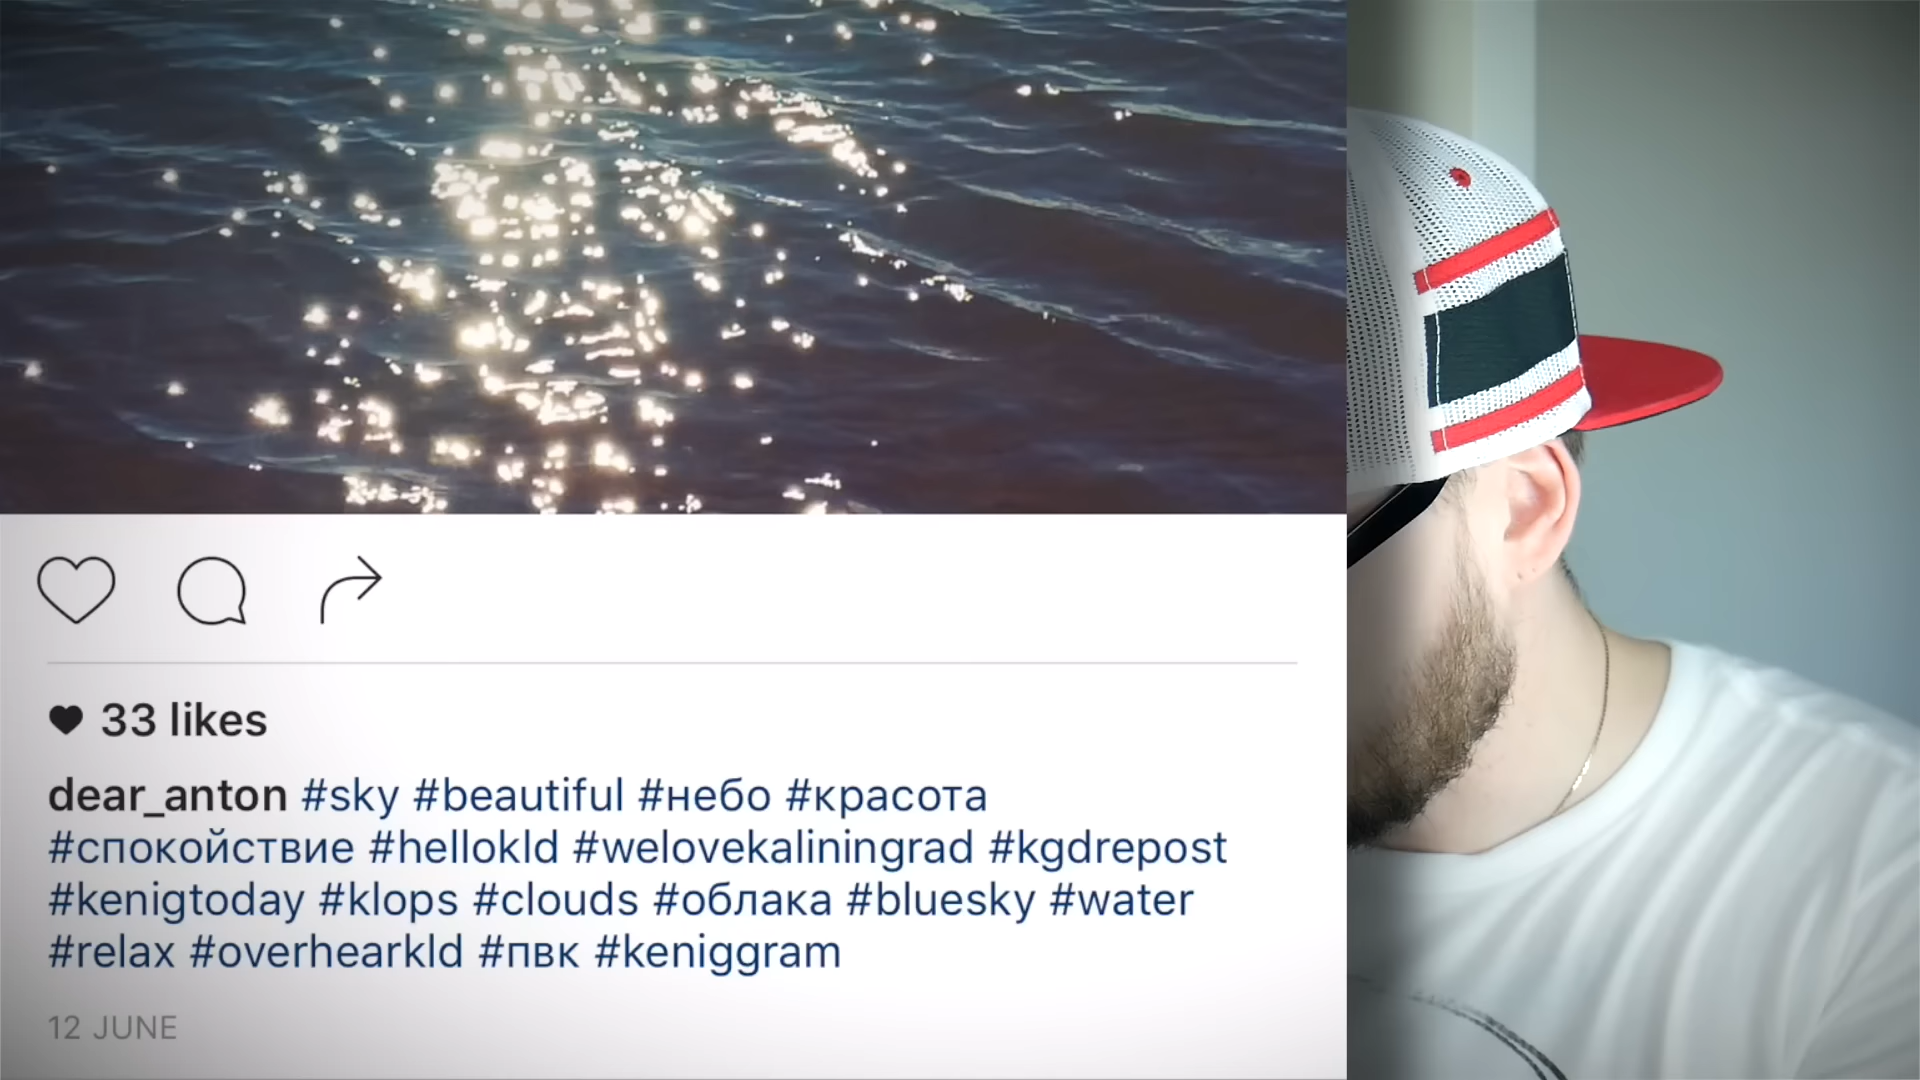 33 likes
dear_anton #sky #beautiful #небо #красота
#спокойствие #hellokld #welovekaliningrad #kgdrepost
#kenigtoday #klops #clouds #облака #bluesky #water
#relax #overhearkld #пвк #keniggram
12 JUNE